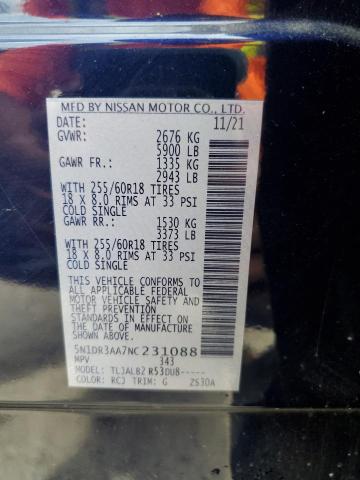 MFD BY NISSAN MOTOR CO., LTD.
DATE: 11/21
GVWR: 2676 KG
5900 LB
GAWR FR.: 1335 KG
2943 LB
WITH 255/60R18 TIRES
18 X 8.0 RIMS AT 33 PSI
COLD SINGLE
GAWR RR.: 1530 KG
3373 LB
WITH 255/60R18 TIRES
18 X 8.0 RIMS AT 33 PSI
COLD SINGLE
THIS VEHICLE CONFORMS TO
ALL APPLICABLE FEDERAL
MOTOR VEHICLE SAFETY AND
THEFT PREVENTION
STANDARDS IN EFFECT ON
THE DATE OF MANUFACTURE
SHOWN ABOVE.
5N1DR3AA7NC231088
MPV 343
MODEL: TLJALB2 R53DU8-----
COLOR: RCJ TRIM: G ZS30A